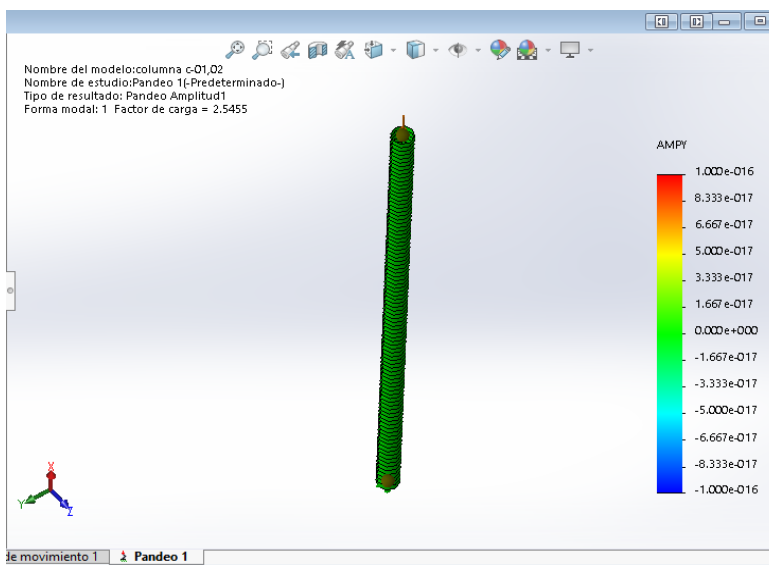 Nombre del modelo:columna c-01,02
Nombre de estudio:Pandeo 1(-Predeterminado-)
Tipo de resultado: Pandeo Amplitud1
Forma modal: 1 Factor de carga = 2.5455
AMPY
1.000e-016
8.333e-017
6.667e-017
5.000e-017
3.333e-017
1.667e-017
0.000e+000
-1.667e-017
-3.333e-017
-5.000e-017
-6.667e-017
-8.333e-017
-1.000e-016
X
Y
Z
de movimiento 1
Pandeo 1